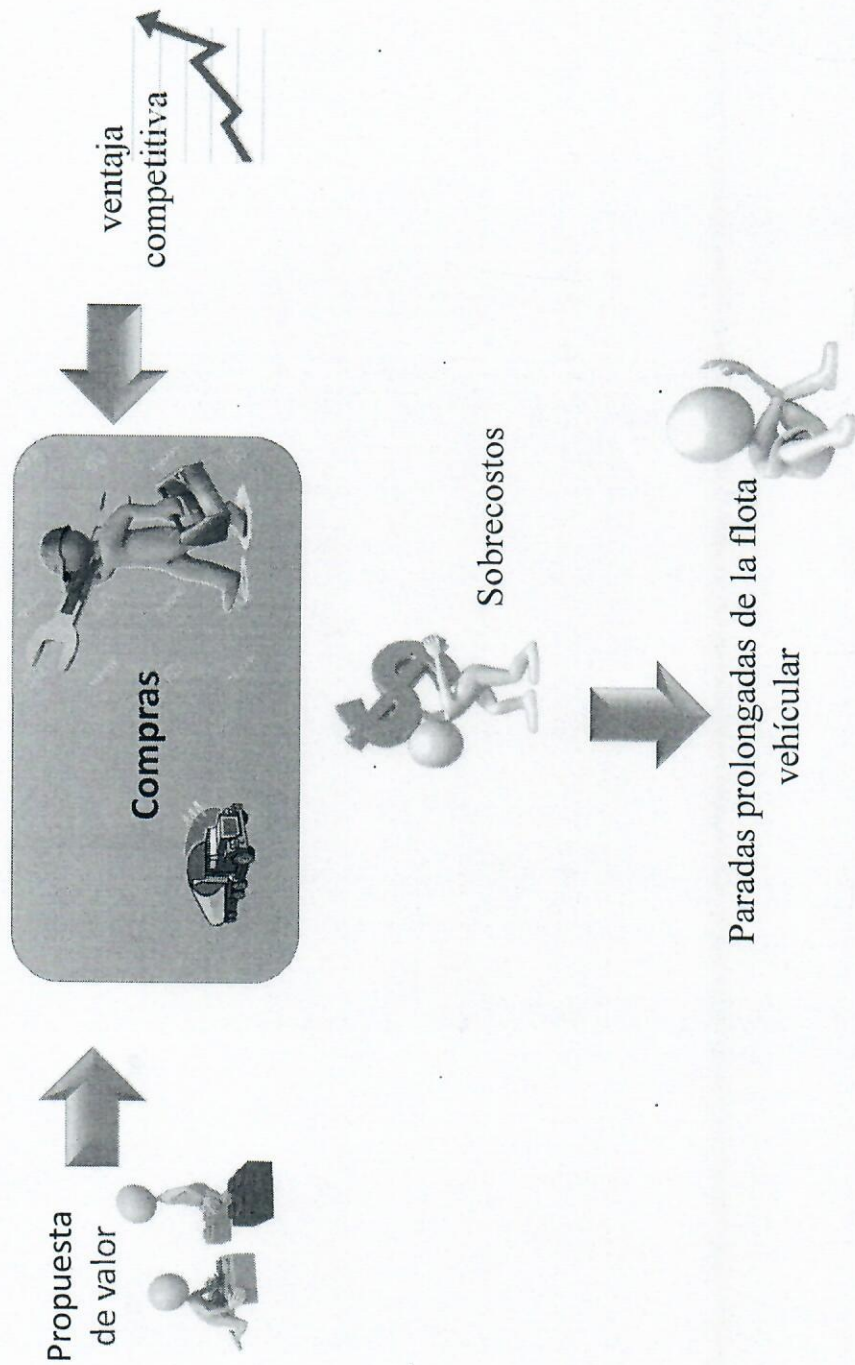 Propuesta
de valor
Compras
ventaja
competitiva
Sobrecostos
Paradas prolongadas de la flota
vehícular